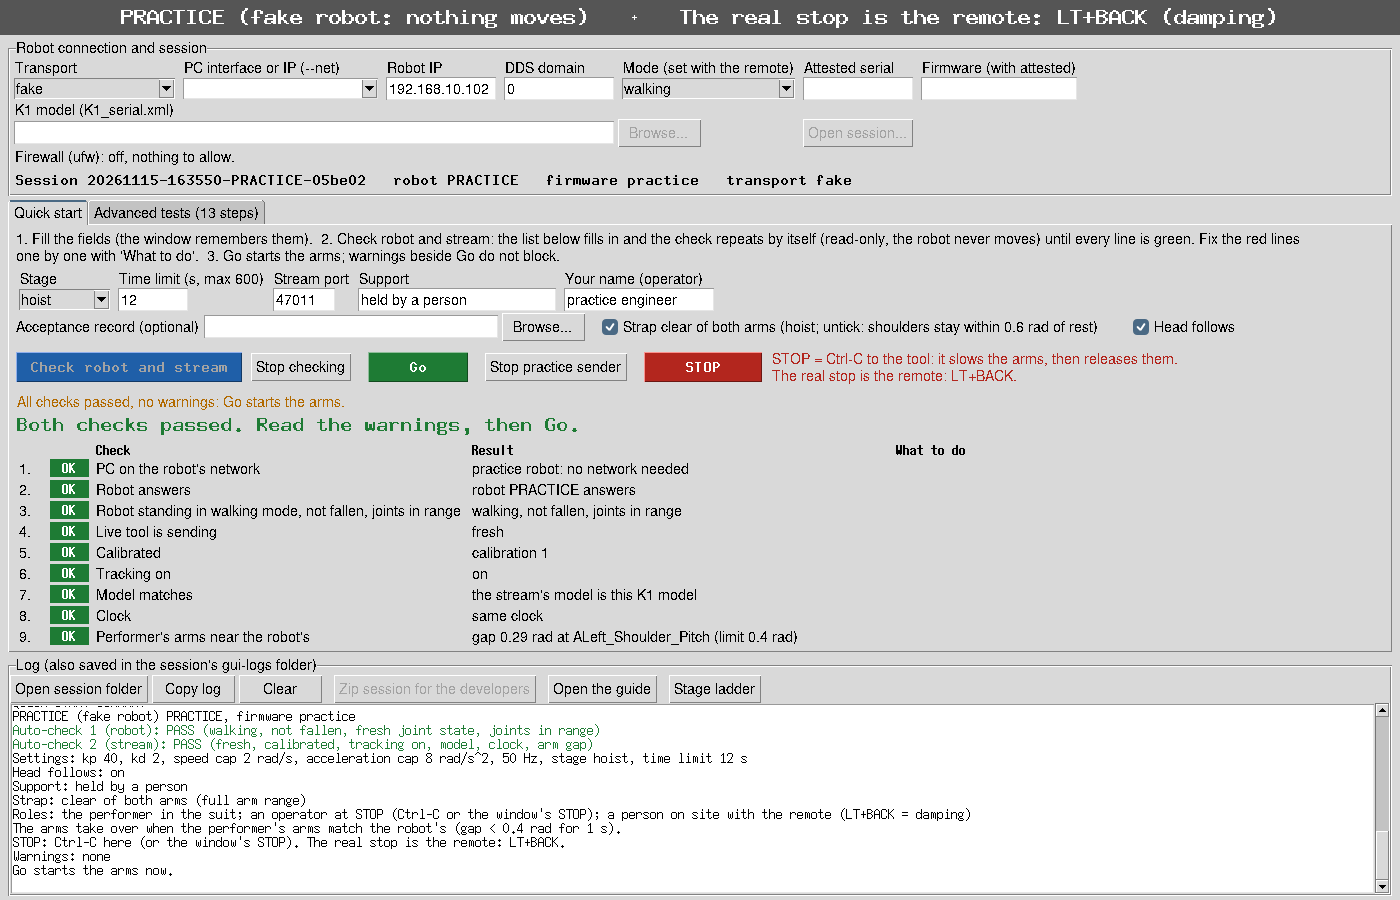 PRACTICE (fake robot: nothing moves) · The real stop is the remote: LT+BACK (damping)
Robot connection and session
Transport PC interface or IP (--net) Robot IP DDS domain Mode (set with the remote) Attested serial Firmware (with attested)
fake 192.168.10.102 0 walking
K1 model (K1_serial.xml)
Browse... Open session...
Firewall (ufw): off, nothing to allow.
Session 20261115-163550-PRACTICE-05be02 robot PRACTICE firmware practice transport fake
Quick start Advanced tests (13 steps)
1. Fill the fields (the window remembers them). 2. Check robot and stream: the list below fills in and the check repeats by itself (read-only, the robot never moves) until every line is green. Fix the red lines
one by one with 'What to do'. 3. Go starts the arms; warnings beside Go do not block.
Stage Time limit (s, max 600) Stream port Support Your name (operator)
hoist 12 47011 held by a person practice engineer
Acceptance record (optional) Browse... Strap clear of both arms (hoist; untick: shoulders stay within 0.6 rad of rest) Head follows
Check robot and stream Stop checking Go Stop practice sender STOP STOP = Ctrl-C to the tool: it slows the arms, then releases them.
The real stop is the remote: LT+BACK.
All checks passed, no warnings: Go starts the arms.
Both checks passed. Read the warnings, then Go.
Check Result What to do
1. OK PC on the robot's network practice robot: no network needed
2. OK Robot answers robot PRACTICE answers
3. OK Robot standing in walking mode, not fallen, joints in range walking, not fallen, joints in range
4. OK Live tool is sending fresh
5. OK Calibrated calibration 1
6. OK Tracking on on
7. OK Model matches the stream's model is this K1 model
8. OK Clock same clock
9. OK Performer's arms near the robot's gap 0.29 rad at ALeft_Shoulder_Pitch (limit 0.4 rad)
Log (also saved in the session's gui-logs folder)
Open session folder Copy log Clear Zip session for the developers Open the guide Stage ladder
PRACTICE (fake robot) PRACTICE, firmware practice
Auto-check 1 (robot): PASS (walking, not fallen, fresh joint state, joints in range)
Auto-check 2 (stream): PASS (fresh, calibrated, tracking on, model, clock, arm gap)
Settings: kp 40, kd 2, speed cap 2 rad/s, acceleration cap 8 rad/s^2, 50 Hz, stage hoist, time limit 12 s
Head follows: on
Support: held by a person
Strap: clear of both arms (full arm range)
Roles: the performer in the suit; an operator at STOP (Ctrl-C or the window's STOP); a person on site with the remote (LT+BACK = damping)
The arms take over when the performer's arms match the robot's (gap < 0.4 rad for 1 s).
STOP: Ctrl-C here (or the window's STOP). The real stop is the remote: LT+BACK.
Warnings: none
Go starts the arms now.